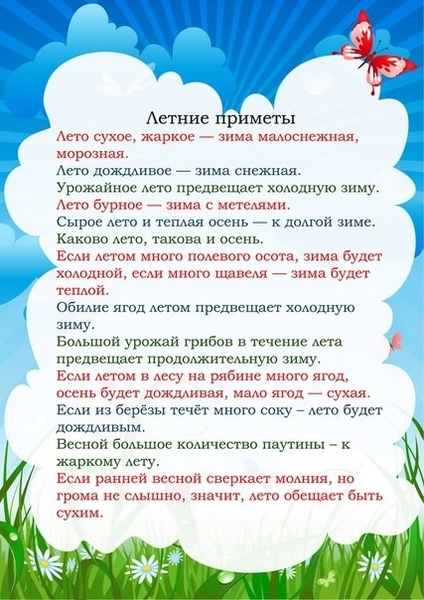 Летние приметы
Лето сухое, жаркое — зима малоснежная,
морозная.
Лето дождливое — зима снежная.
Урожайное лето предвещает холодную зиму.
Лето бурное — зима с метелями.
Сырое лето и теплая осень — к долгой зиме.
Каково лето, такова и осень.
Если летом много полевого осота, зима будет
холодной, если много щавеля — зима будет
теплой.
Обилие ягод летом предвещает холодную
зиму.
Большой урожай грибов в течение лета
предвещает продолжительную зиму.
Если летом в лесу на рябине много ягод,
осень будет дождливая, мало ягод — сухая.
Если из берёзы течёт много соку – лето будет
дождливым.
Весной большое количество паутины – к
жаркому лету.
Если ранней весной сверкает молния, но
грома не слышно, значит, лето обещает быть
сухим.